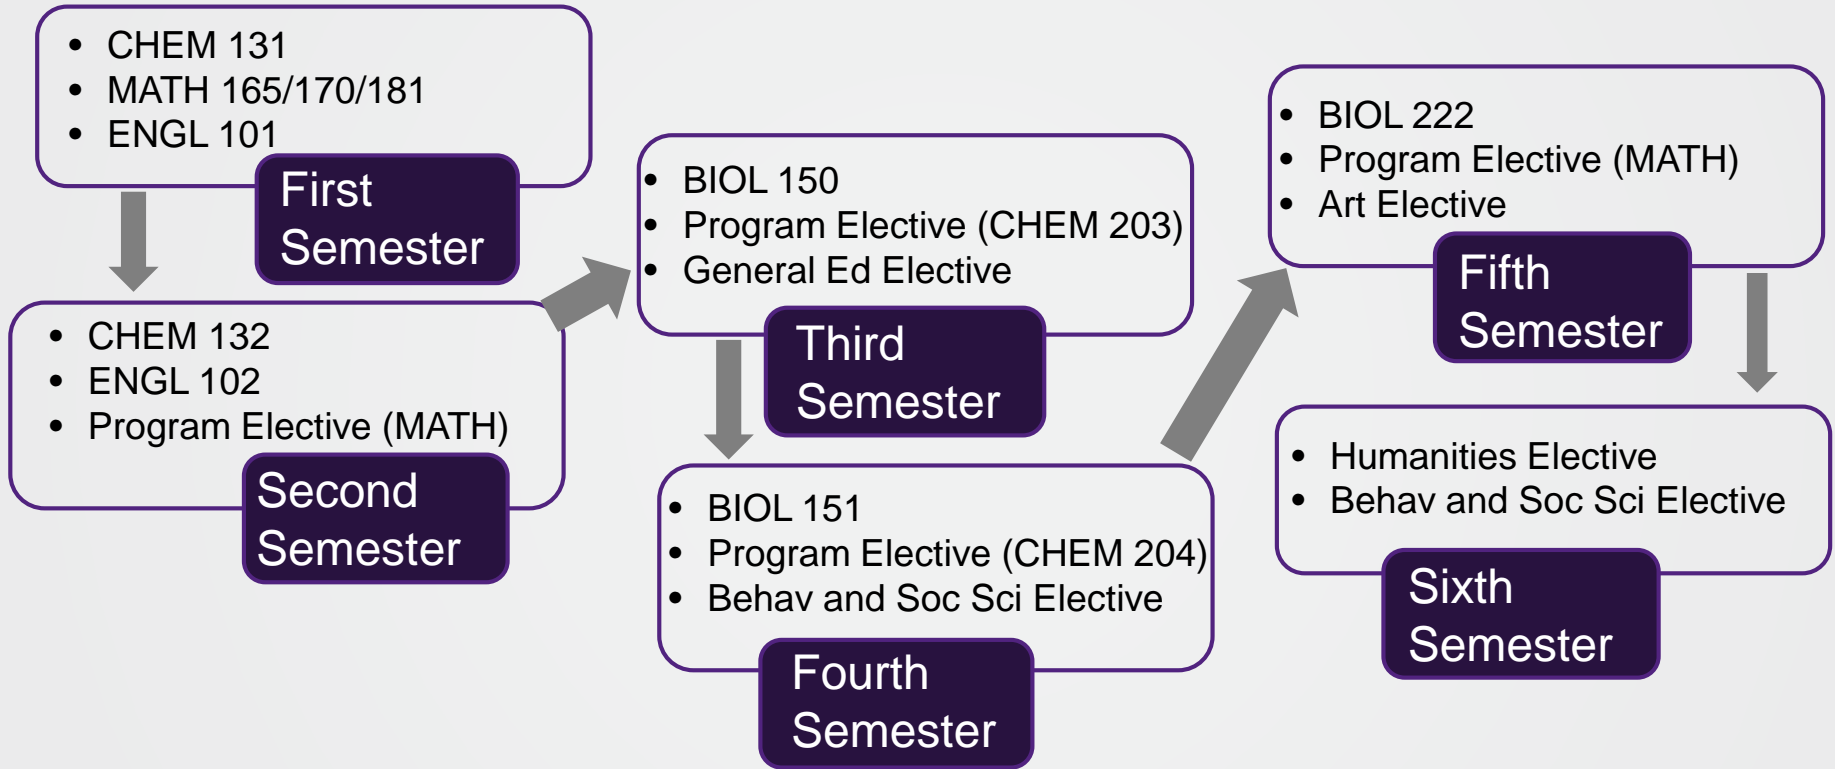 • CHEM 131
• MATH 165/170/181
• ENGL 101
First
Semester
• CHEM 132
• ENGL 102
• Program Elective (MATH)
Second
Semester
• BIOL 150
• Program Elective (CHEM 203)
• General Ed Elective
Third
Semester
• BIOL 151
• Program Elective (CHEM 204)
• Behav and Soc Sci Elective
Fourth
Semester
• BIOL 222
• Program Elective (MATH)
• Art Elective
Fifth
Semester
• Humanities Elective
• Behav and Soc Sci Elective
Sixth
Semester